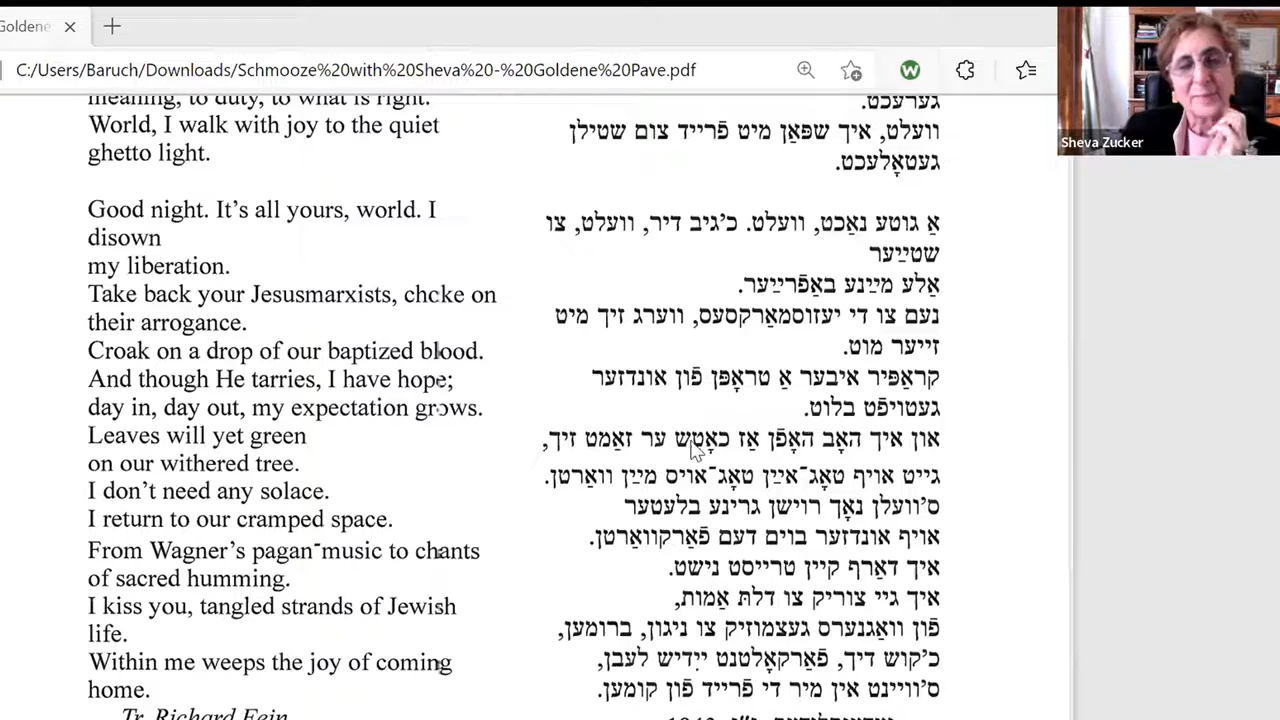 Goldene
C:/Users/Baruch/Downloads/Schmooze%20with%20Sheva%20-%20Goldene%20Pave.pdf
Sheva Zucker
meaning, to duty, to what is right.
World, I walk with joy to the quiet
ghetto light.
Good night. It's all yours, world. I
disown
my liberation.
Take back your Jesusmarxists, choke on
their arrogance.
Croak on a drop of our baptized blood.
And though He tarries, I have hope;
day in, day out, my expectation grows.
Leaves will yet green
on our withered tree.
I don't need any solace.
I return to our cramped space.
From Wagner's pagan-music to chants
of sacred humming.
I kiss you, tangled strands of Jewish
life.
Within me weeps the joy of coming
home.
Tr. Richard Fein
גערעכט.
וועלט, איך שפּאַן מיט פֿרייד צום שטילן
געטאָלעכט.
אַ גוטע נאַכט, וועלט. כ'גיב דיר, וועלט, צו
שטײַער
אַלע מײַנע באַפֿרײַער.
נעם צו די יעזוסמאַרקסעס, ווערג זיך מיט
זייער מוט.
קראַפּיר איבער אַ טראָפּן פֿון אונדזער
געטויפֿט בלוט.
און איך האָב האָפֿן אַז כאָטש ער זאַמט זיך,
גייט אויף טאָג־אײַן טאָג־אויס מײַן וואַרטן.
ס'וועלן נאָך רוישן גרינע בלעטער
אויף אונדזער בוים דעם פֿאַרקוואַרטן.
איך דאַרף קיין טרייסט נישט.
איך גיי צוריק צו דלתּ אַמות,
פֿון וואַגנערס געצמוזיק צו ניגון, ברומען,
כ'קוש דיך, פֿאַרקאָלטנט ייִדיש לעבן,
ס'וויינט אין מיר די פֿרייד פֿון קומען.